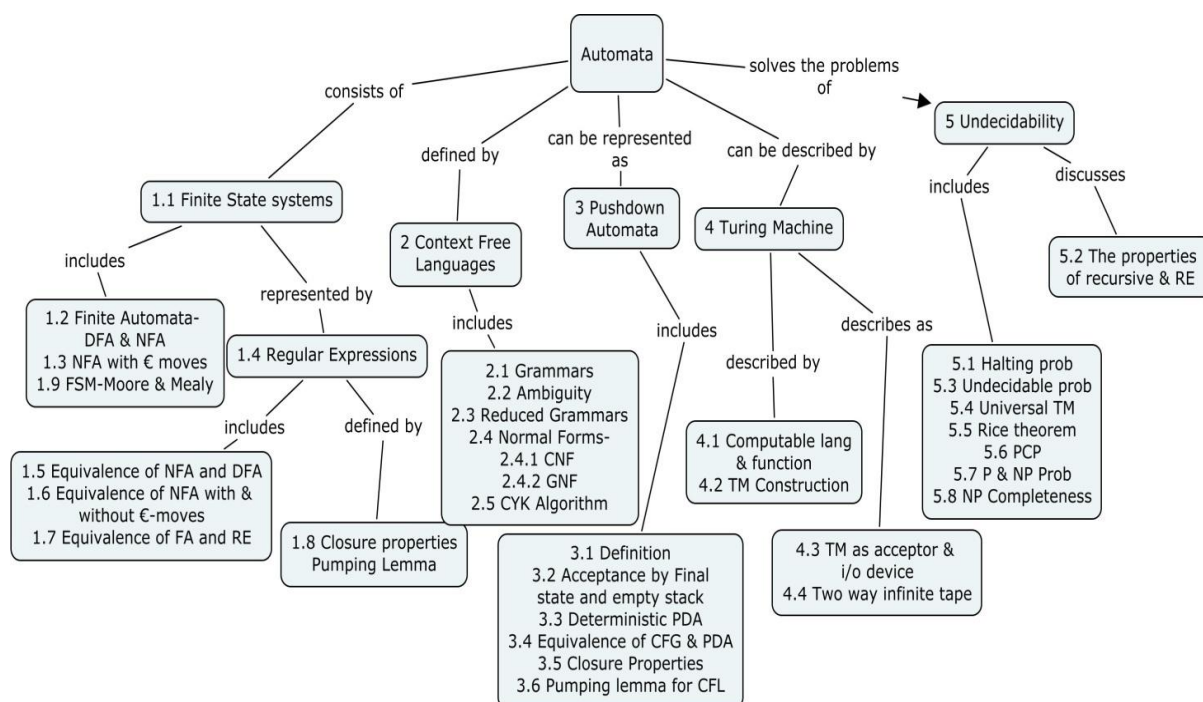 Automata
consists of
solves the problems
of
defined by
can be represented
as
can be described by
5 Undecidability
includes
discusses
1.1 Finite State systems
2 Context Free
Languages
3 Pushdown
Automata
4 Turing Machine
5.2 The properties
of recursive & RE
includes
represented by
includes
includes
described by
describes as
1.2 Finite Automata-
DFA & NFA
1.3 NFA with € moves
1.9 FSM-Moore & Mealy
1.4 Regular Expressions
includes
defined by
2.1 Grammars
2.2 Ambiguity
2.3 Reduced Grammars
2.4 Normal Forms-
2.4.1 CNF
2.4.2 GNF
2.5 CYK Algorithm
4.1 Computable lang
& function
4.2 TM Construction
5.1 Halting prob
5.3 Undecidable prob
5.4 Universal TM
5.5 Rice theorem
5.6 PCP
5.7 P & NP Prob
5.8 NP Completeness
1.5 Equivalence of NFA and DFA
1.6 Equivalence of NFA with &
without €-moves
1.7 Equivalence of FA and RE
1.8 Closure properties
Pumping Lemma
3.1 Definition
3.2 Acceptance by Final
state and empty stack
3.3 Deterministic PDA
3.4 Equivalence of CFG & PDA
3.5 Closure Properties
3.6 Pumping lemma for CFL
4.3 TM as acceptor &
i/o device
4.4 Two way infinite tape